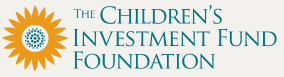 THE CHILDREN'S
INVESTMENT FUND
FOUNDATION